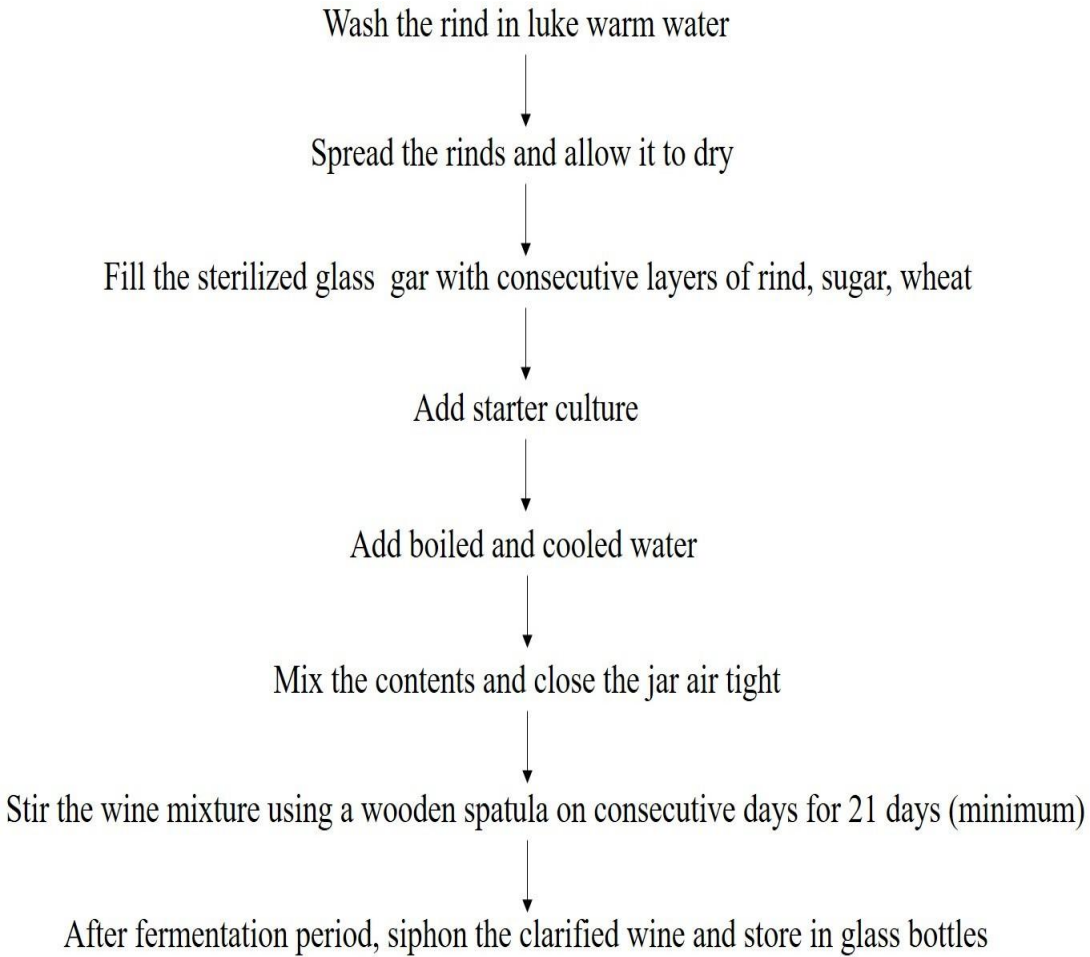 Wash the rind in luke warm water
Spread the rinds and allow it to dry
Fill the sterilized glass gar with consecutive layers of rind, sugar, wheat
Add starter culture
Add boiled and cooled water
Mix the contents and close the jar air tight
Stir the wine mixture using a wooden spatula on consecutive days for 21 days (minimum)
After fermentation period, siphon the clarified wine and store in glass bottles